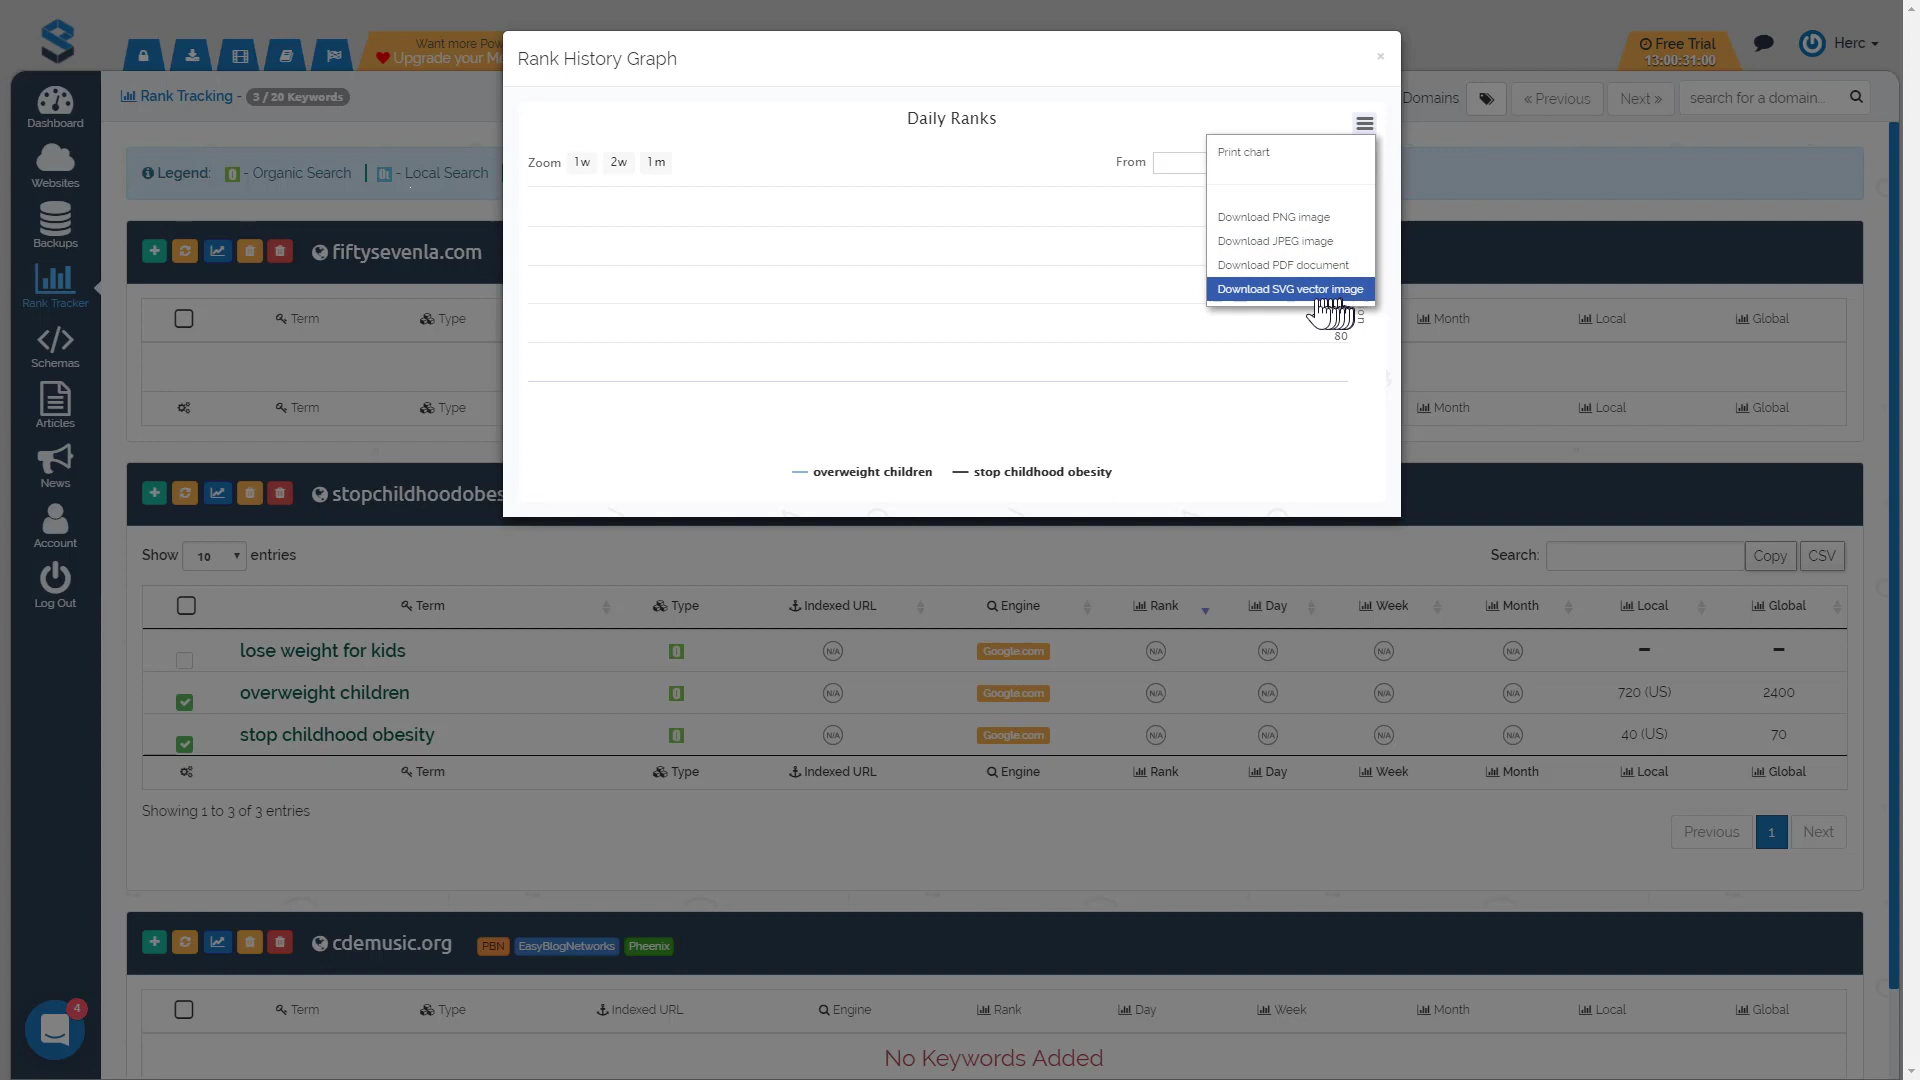 Want more Pow
Upgrade your M
Free Trial
13:00:31:00
Herc
Rank Tracking - 3 / 20 Keywords
Domains
« Previous
Next »
search for a domain...
Dashboard
Websites
Backups
Rank Tracker
Schemas
Articles
News
Account
Log Out
4
Legend: - Organic Search - Local Search
Rank History Graph
×
Daily Ranks
Zoom 1w 2w 1m
From
Print chart
Download PNG image
Download JPEG image
Download PDF document
Download SVG vector image
80
overweight children stop childhood obesity
fiftysevenla.com
Term Type Month Local Global
Term Type Month Local Global
stopchildhoodobes
Show 10 entries
Search: Copy CSV
Term Type Indexed URL Engine Rank Day Week Month Local Global
lose weight for kids N/A Google.com N/A N/A N/A N/A – –
overweight children N/A Google.com N/A N/A N/A N/A 720 (US) 2400
stop childhood obesity N/A Google.com N/A N/A N/A N/A 40 (US) 70
Term Type Indexed URL Engine Rank Day Week Month Local Global
Showing 1 to 3 of 3 entries
Previous 1 Next
cdemusic.org PBN EasyBlogNetworks Pheenix
Term Type Indexed URL Engine Rank Day Week Month Local Global
No Keywords Added